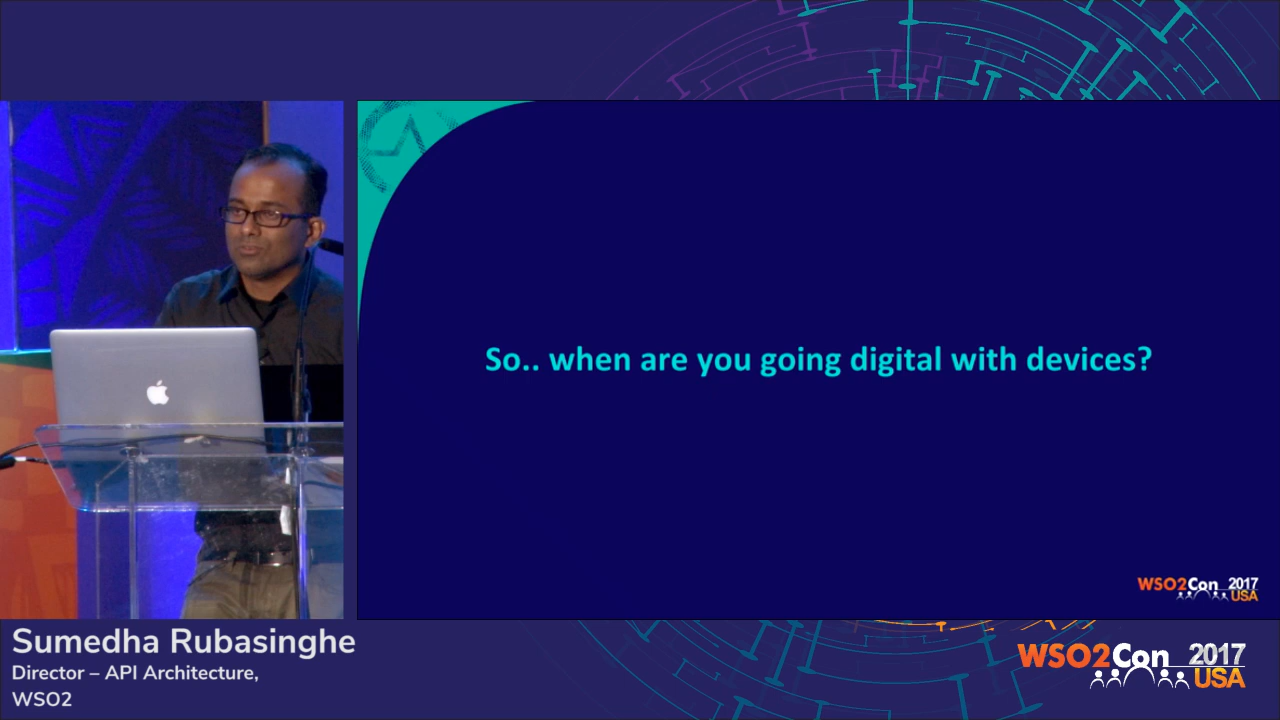 So.. when are you going digital with devices?
WSO2Con 2017
USA
Sumedha Rubasinghe
Director – API Architecture,
WSO2
WSO2Con 2017
USA